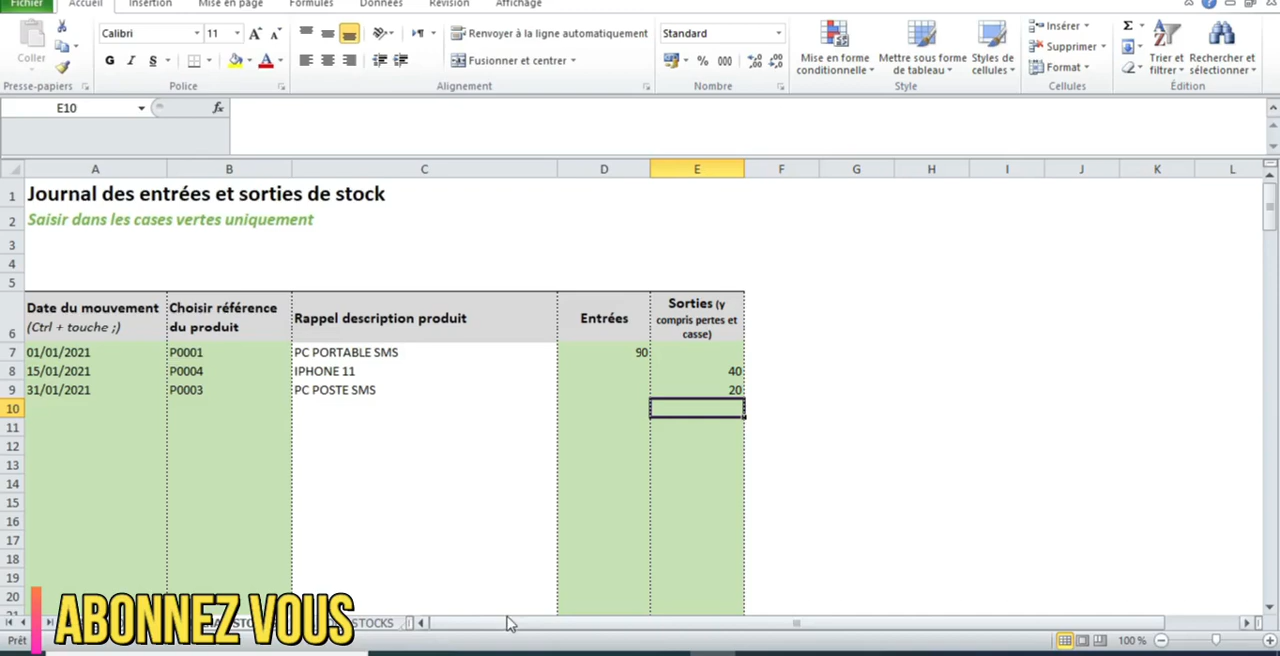 Fichier Accueil Insertion Mise en page Formules Données Révision Affichage
Coller
Calibri 11
G I S
Renvoyer à la ligne automatiquement
Fusionner et centrer
Standard
% 000
Mise en forme conditionnelle
Mettre sous forme de tableau
Styles de cellules
Insérer
Supprimer
Format
Σ
Trier et filtrer
Rechercher et sélectionner
Presse-papiers Police Alignement Nombre Style Cellules Édition
E10 fx
A B C D E F G H I J K L
1 Journal des entrées et sorties de stock
2 Saisir dans les cases vertes uniquement
3
4
5
6 Date du mouvement (Ctrl + touche ;) Choisir référence du produit Rappel description produit Entrées Sorties (y compris pertes et casse)
7 01/01/2021 P0001 PC PORTABLE SMS 90
8 15/01/2021 P0004 IPHONE 11 40
9 31/01/2021 P0003 PC POSTE SMS 20
10
11
12
13
14
15
16
17
18
19
20
ABONNEZ VOUS
STOCKS
Prêt 100 %